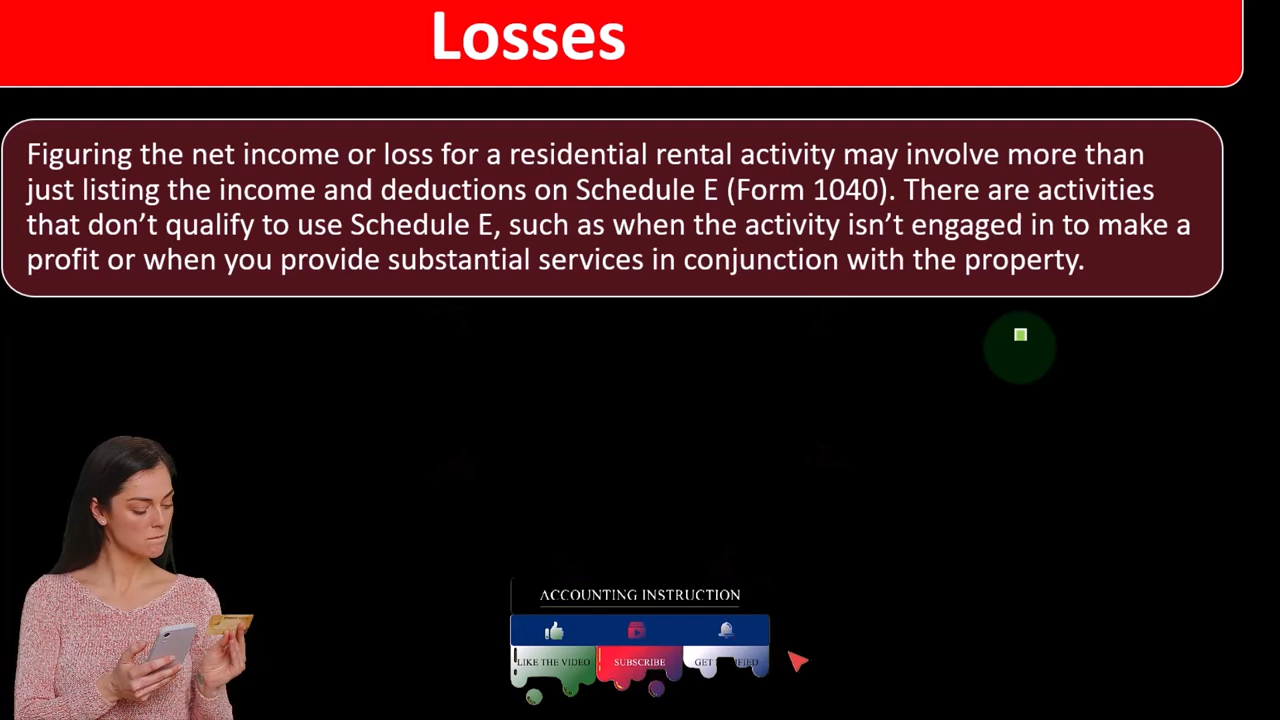 Losses
Figuring the net income or loss for a residential rental activity may involve more than
just listing the income and deductions on Schedule E (Form 1040). There are activities
that don’t qualify to use Schedule E, such as when the activity isn’t engaged in to make a
profit or when you provide substantial services in conjunction with the property.
ACCOUNTING INSTRUCTION
LIKE THE VIDEO
SUBSCRIBE
GET